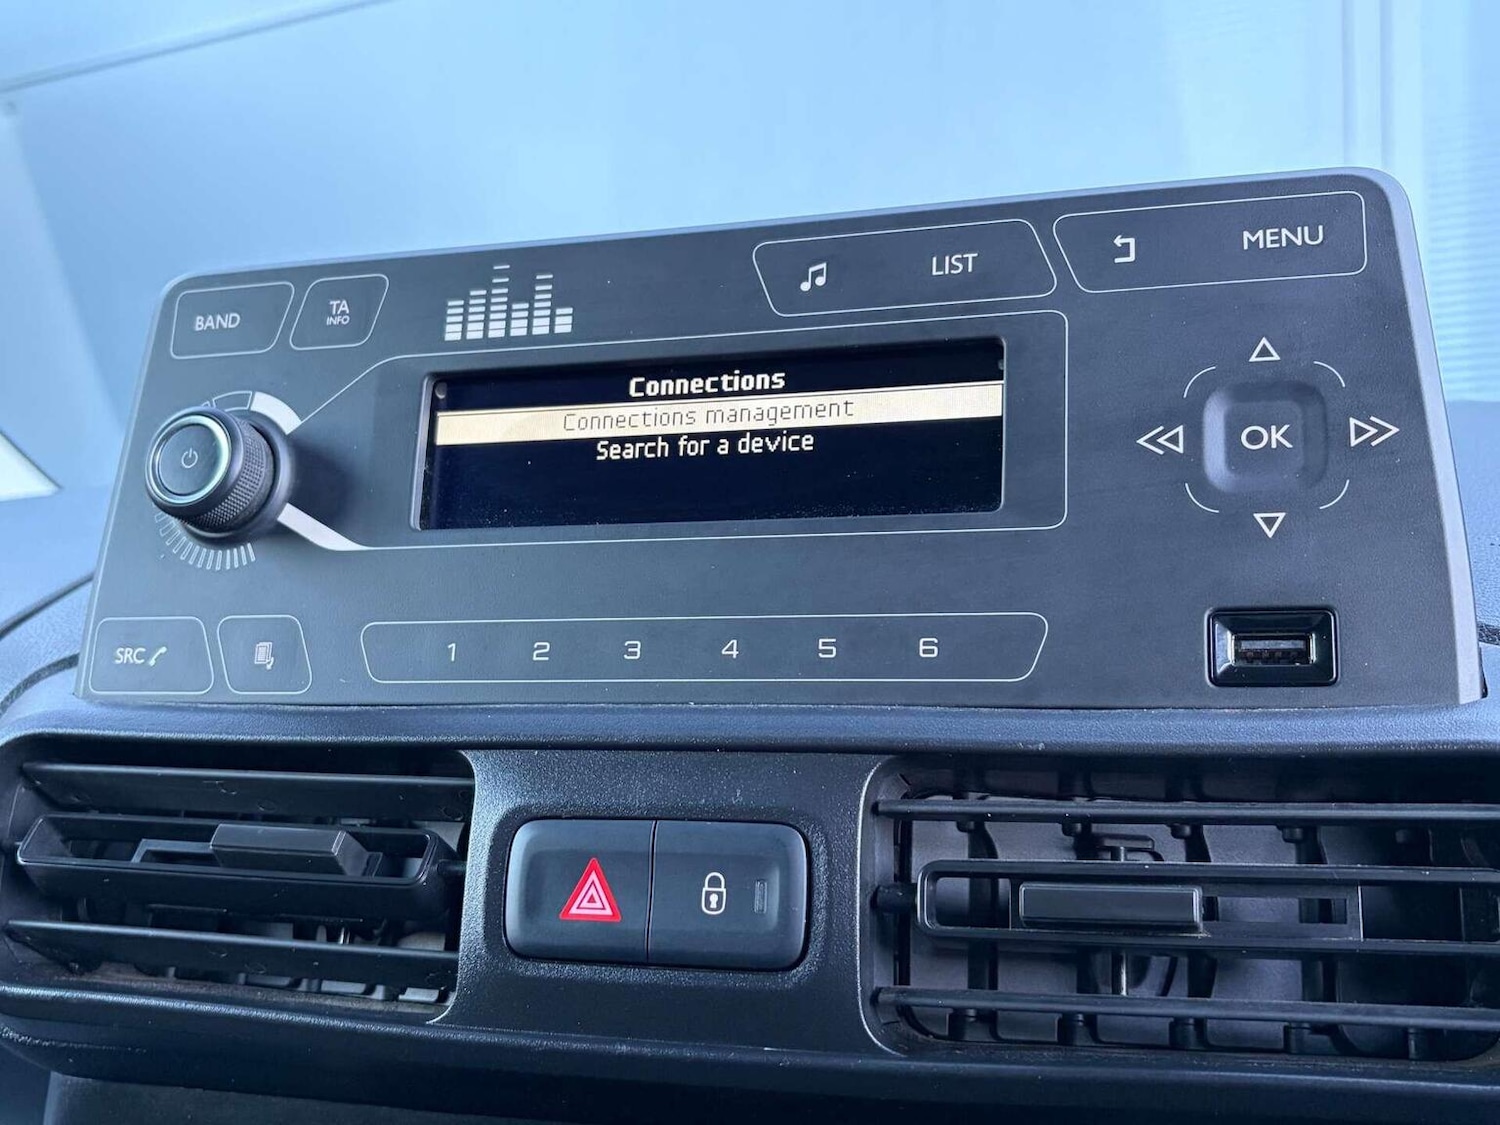 BAND
TA
INFO
LIST
MENU
Connections
Connections management
Search for a device
OK
SRC
1 2 3 4 5 6